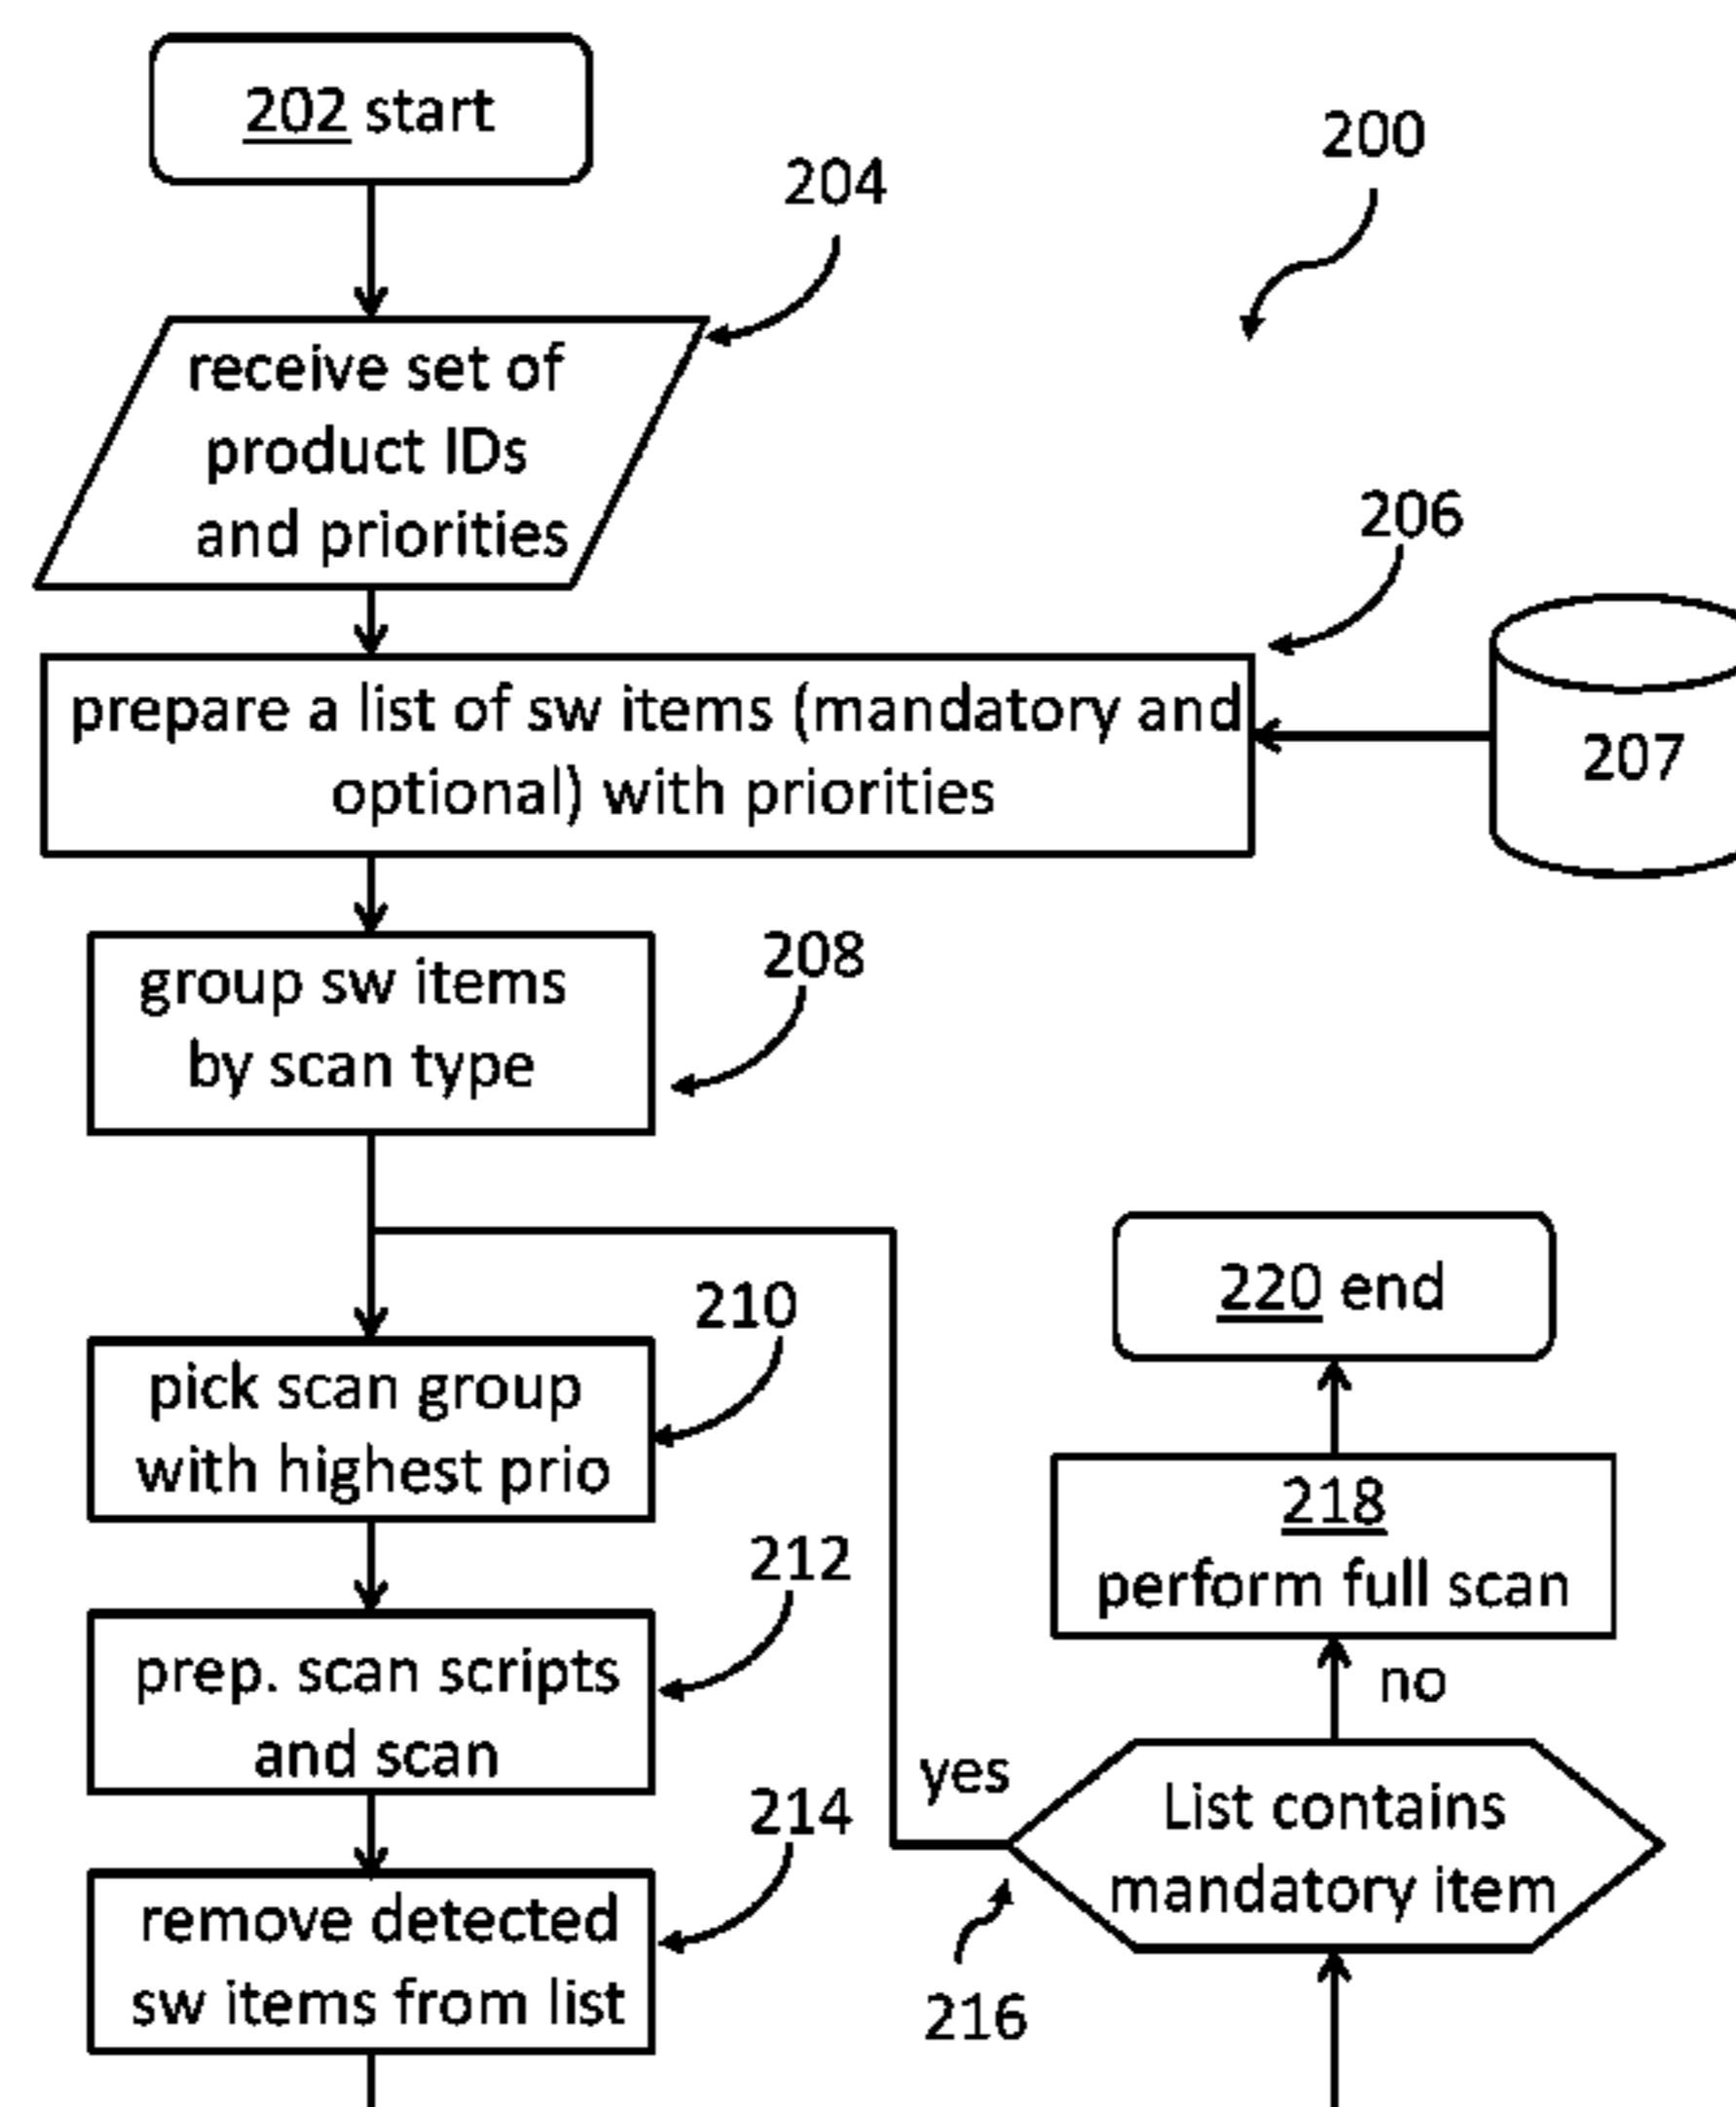 202 start
200
204
receive set of
product IDs
and priorities
206
prepare a list of sw items (mandatory and
optional) with priorities
207
group sw items
by scan type
208
210
220 end
pick scan group
with highest prio
218
perform full scan
212
prep. scan scripts
and scan
no
yes
List contains
mandatory item
214
remove detected
sw items from list
216